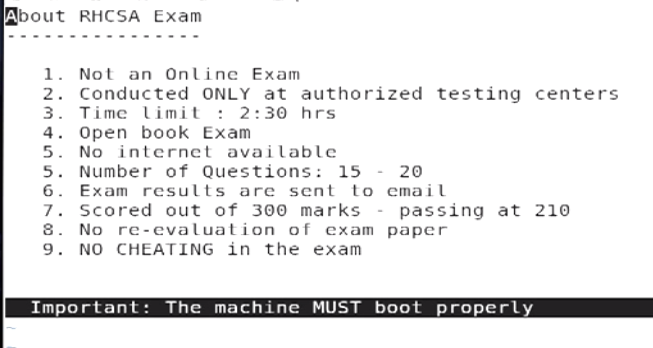 About RHCSA Exam
----------------
1. Not an Online Exam
2. Conducted ONLY at authorized testing centers
3. Time limit : 2:30 hrs
4. Open book Exam
5. No internet available
5. Number of Questions: 15 - 20
6. Exam results are sent to email
7. Scored out of 300 marks - passing at 210
8. No re-evaluation of exam paper
9. NO CHEATING in the exam
Important: The machine MUST boot properly
~
~